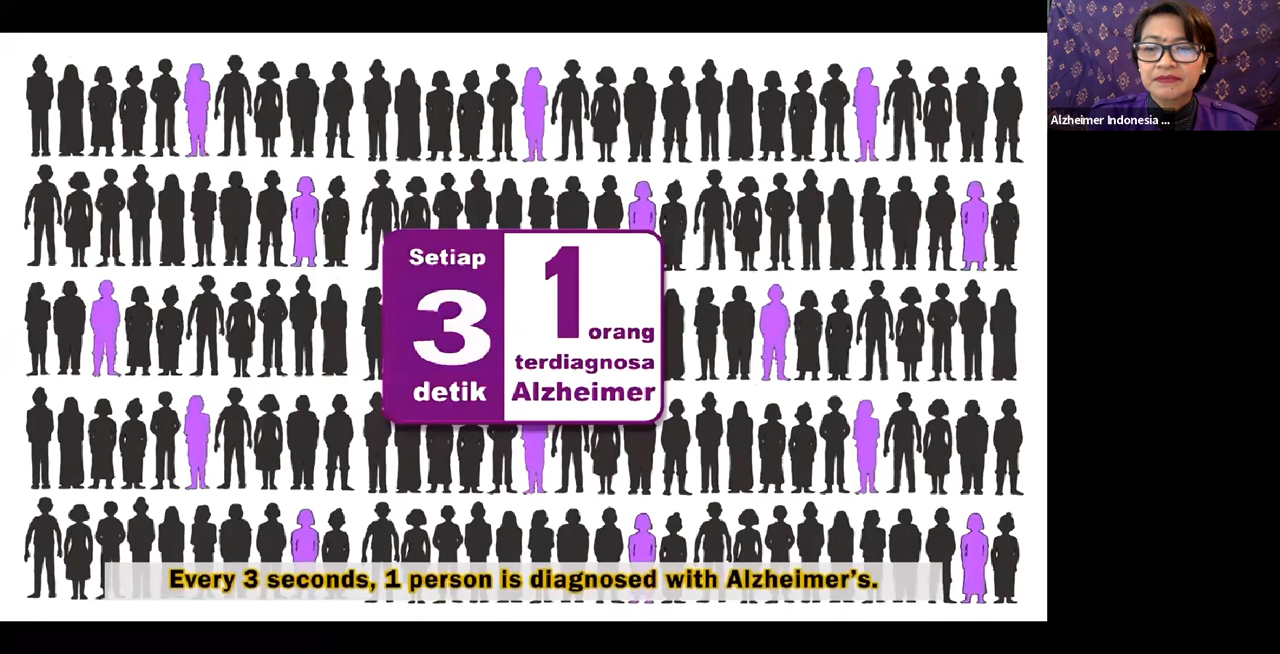 Setiap
3
detik
1
orang
terdiagnosa
Alzheimer
Every 3 seconds, 1 person is diagnosed with Alzheimer’s.
Alzheimer Indonesia ...